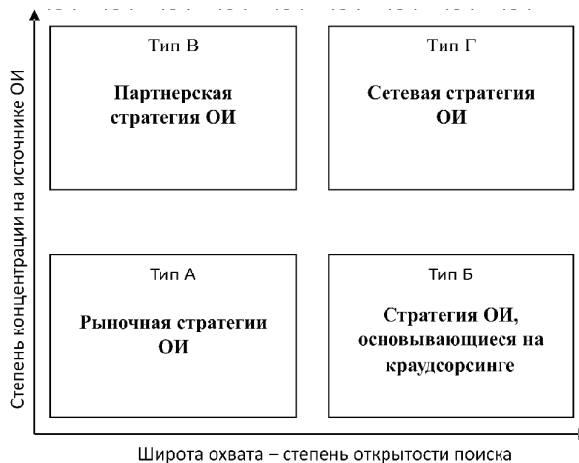 Степень концентрации на источнике ОИ
Тип В
Партнерская
стратегия ОИ
Тип Г
Сетевая стратегия
ОИ
Тип А
Рыночная стратегии
ОИ
Тип Б
Стратегия ОИ,
основывающиеся на
краудсорсинге
Широта охвата – степень открытости поиска